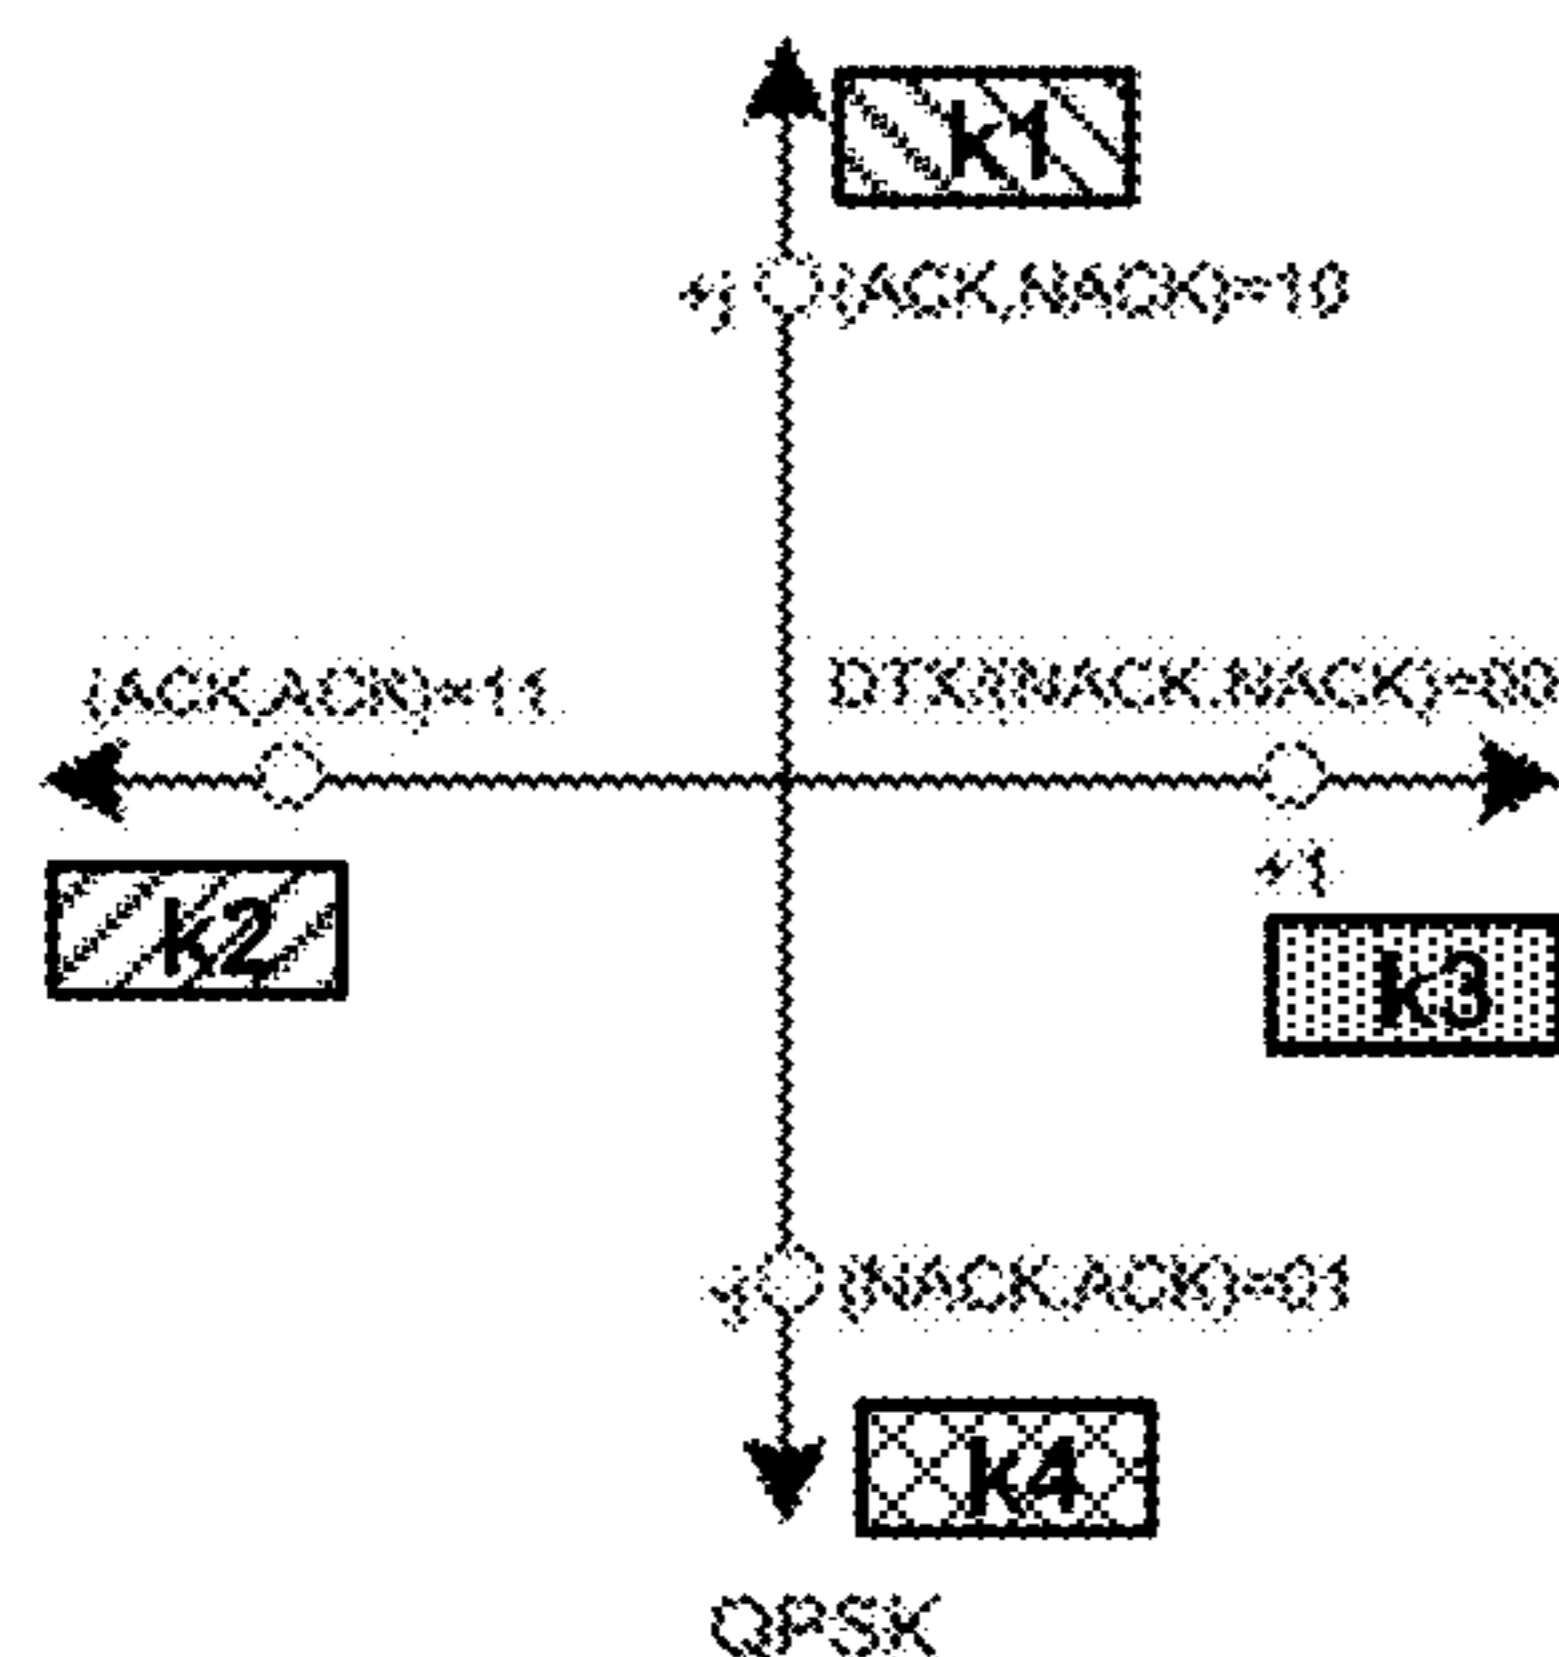 k1
+j (ACK,NACK)=10
(ACK,ACK)=11
DTX/(NACK,NACK)=00
+1
k2
k3
-j (NACK,ACK)=01
k4
QPSK